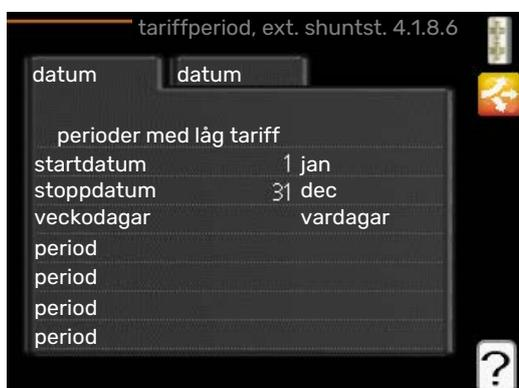 tariffperiod, ext. shuntst. 4.1.8.6
datum datum
perioder med låg tariff
startdatum 1 jan
stoppdatum 31 dec
veckodagar vardagar
period
period
period
period
?